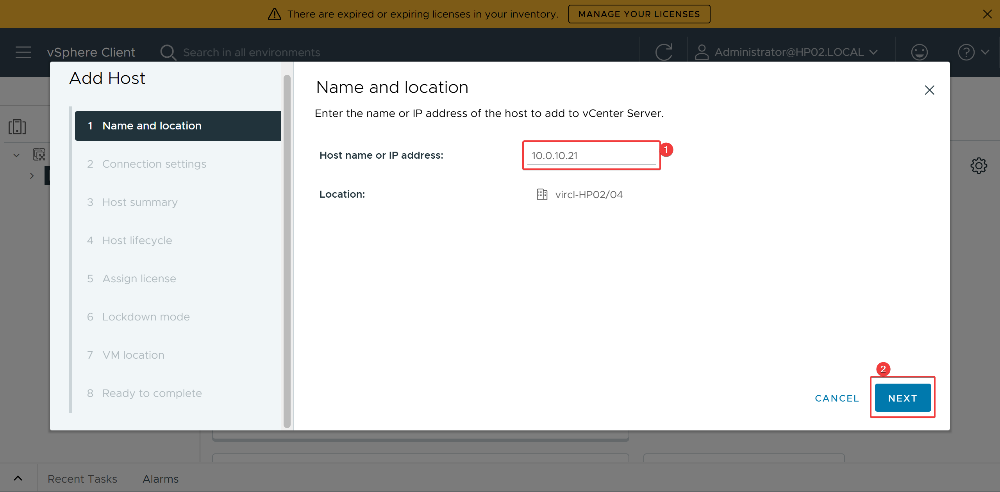 There are expired or expiring licenses in your inventory. MANAGE YOUR LICENSES
vSphere Client Search in all environments Administrator@HP02.LOCAL
Add Host
1 Name and location
2 Connection settings
3 Host summary
4 Host lifecycle
5 Assign license
6 Lockdown mode
7 VM location
8 Ready to complete
Name and location
Enter the name or IP address of the host to add to vCenter Server.
Host name or IP address: 10.0.10.21 1
Location: vircl-HP02/04
2
CANCEL NEXT
Recent Tasks Alarms